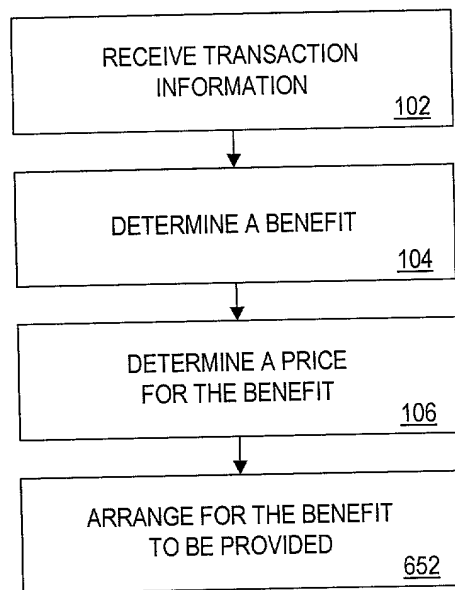 RECEIVE TRANSACTION
INFORMATION
102
DETERMINE A BENEFIT
104
DETERMINE A PRICE
FOR THE BENEFIT
106
ARRANGE FOR THE BENEFIT
TO BE PROVIDED
652